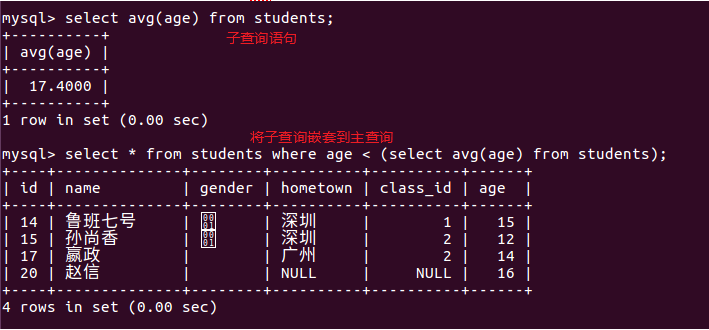 mysql> select avg(age) from students;
+----------+
| avg(age) |
+----------+
| 17.4000 |
+----------+
1 row in set (0.00 sec)
子查询语句
将子查询嵌套到主查询
mysql> select * from students where age < (select avg(age) from students);
+----+--------------+--------+----------+----------+------+
| id | name | gender | hometown | class_id | age |
+----+--------------+--------+----------+----------+------+
| 14 | 鲁班七号 | 0001 | 深圳 | 1 | 15 |
| 15 | 孙尚香 | 0001 | 深圳 | 2 | 12 |
| 17 | 嬴政 | | 广州 | 2 | 14 |
| 20 | 赵信 | | NULL | NULL | 16 |
+----+--------------+--------+----------+----------+------+
4 rows in set (0.00 sec)